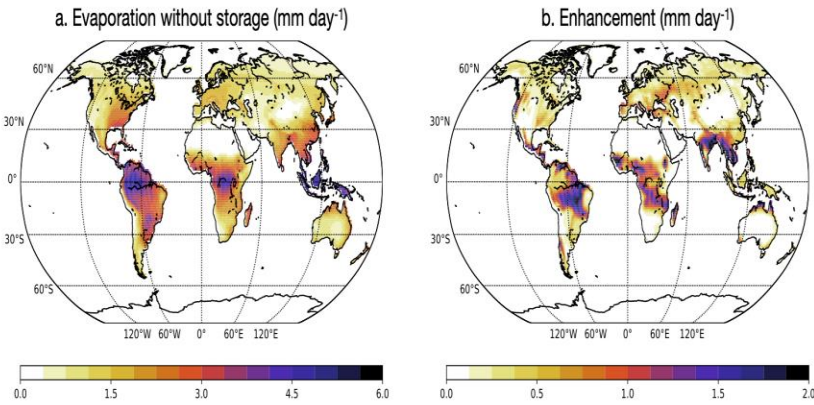 a. Evaporation without storage (mm day-1)
b. Enhancement (mm day-1)
60°N
30°N
0°
30°S
60°S
120°W 60°W 0° 60°E 120°E
60°N
30°N
0°
30°S
60°S
120°W 60°W 0° 60°E 120°E
0.0 1.5 3.0 4.5 6.0
0.0 0.5 1.0 1.5 2.0